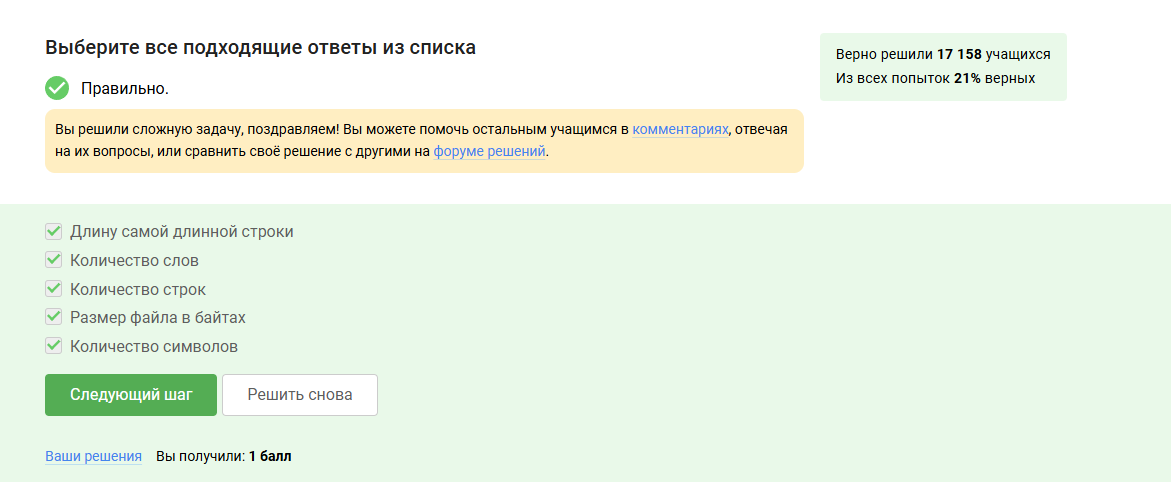 Выберите все подходящие ответы из списка
Правильно.
Вы решили сложную задачу, поздравляем! Вы можете помочь остальным учащимся в комментариях, отвечая
на их вопросы, или сравнить своё решение с другими на форуме решений.
Верно решили 17 158 учащихся
Из всех попыток 21% верных
Длину самой длинной строки
Количество слов
Количество строк
Размер файла в байтах
Количество символов
Следующий шаг
Решить снова
Ваши решения
Вы получили: 1 балл